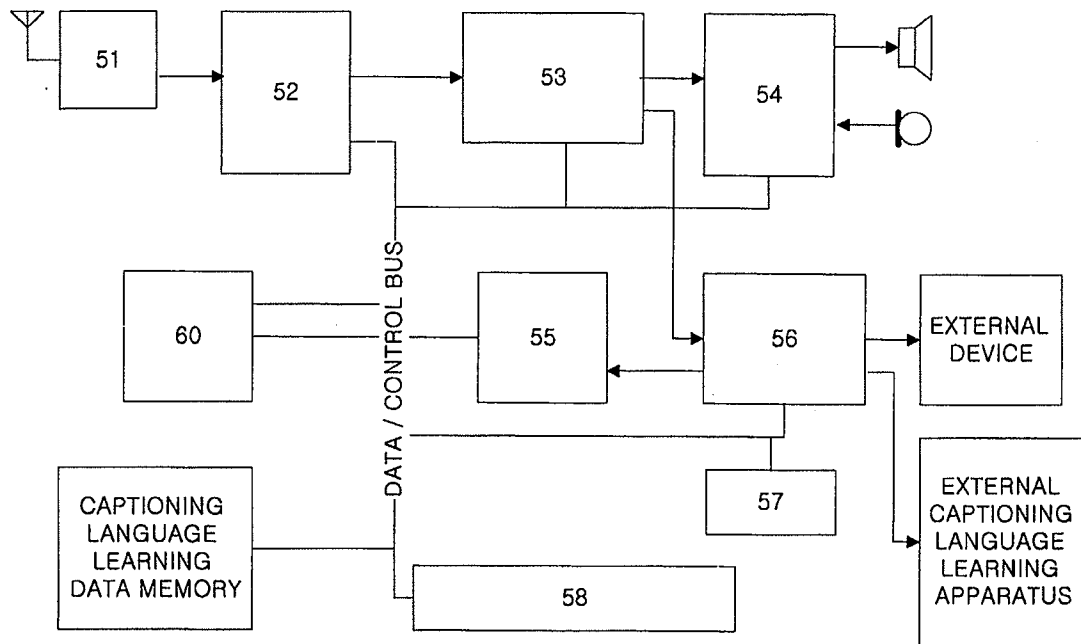 51
52
53
54
DATA / CONTROL BUS
60
55
56
EXTERNAL
DEVICE
CAPTIONING
LANGUAGE
LEARNING
DATA MEMORY
57
58
EXTERNAL
CAPTIONING
LANGUAGE
LEARNING
APPARATUS